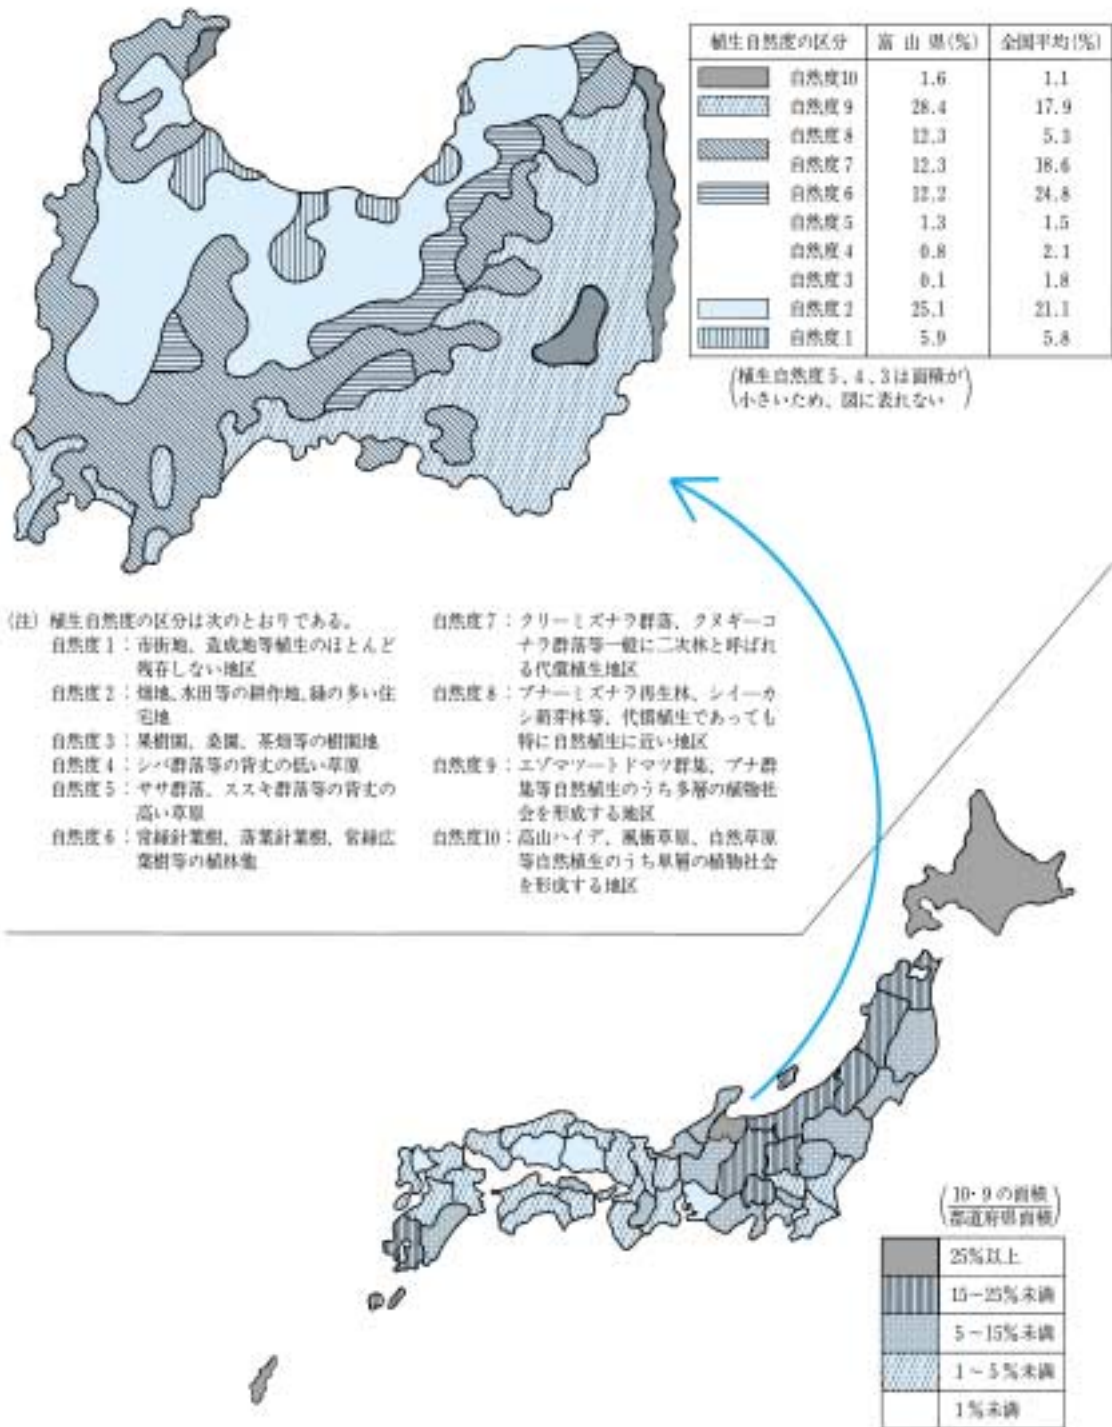 植生自然度の区分 富山県(%) 全国平均(%)
自然度10 1.6 1.1
自然度9 28.4 17.9
自然度8 12.3 5.3
自然度7 12.3 18.6
自然度6 12.2 24.8
自然度5 1.3 1.5
自然度4 0.8 2.1
自然度3 0.1 1.8
自然度2 25.1 21.1
自然度1 5.9 5.8
(植生自然度5、4、3は面積が
小さいため、図に表れない)
(注) 植生自然度の区分は次のとおりである。
自然度1：市街地、造成地等植生のほとんど
残存しない地区
自然度2：畑地、水田等の耕作地、緑の多い住
宅地
自然度3：果樹園、桑園、茶畑等の樹園地
自然度4：シバ群落等の背丈の低い草原
自然度5：ササ群落、ススキ群落等の背丈の
高い草原
自然度6：常緑針葉樹、落葉針葉樹、常緑広
葉樹等の植林地
自然度7：クリーミズナラ群落、クヌギーコ
ナラ群落等一般に二次林と呼ばれ
る代償植生地区
自然度8：ブナーミズナラ再生林、シイーカ
シ萌芽林等、代償植生であっても
特に自然植生に近い地区
自然度9：エゾマツートドマツ群集、ブナ群
集等自然植生のうち多層の植物社
会を形成する地区
自然度10：高山ハイデ、風衝草原、自然草原
等自然植生のうち単層の植物社会
を形成する地区
(10・9の面積
都道府県面積)
25%以上
15～25%未満
5～15%未満
1～5%未満
1%未満